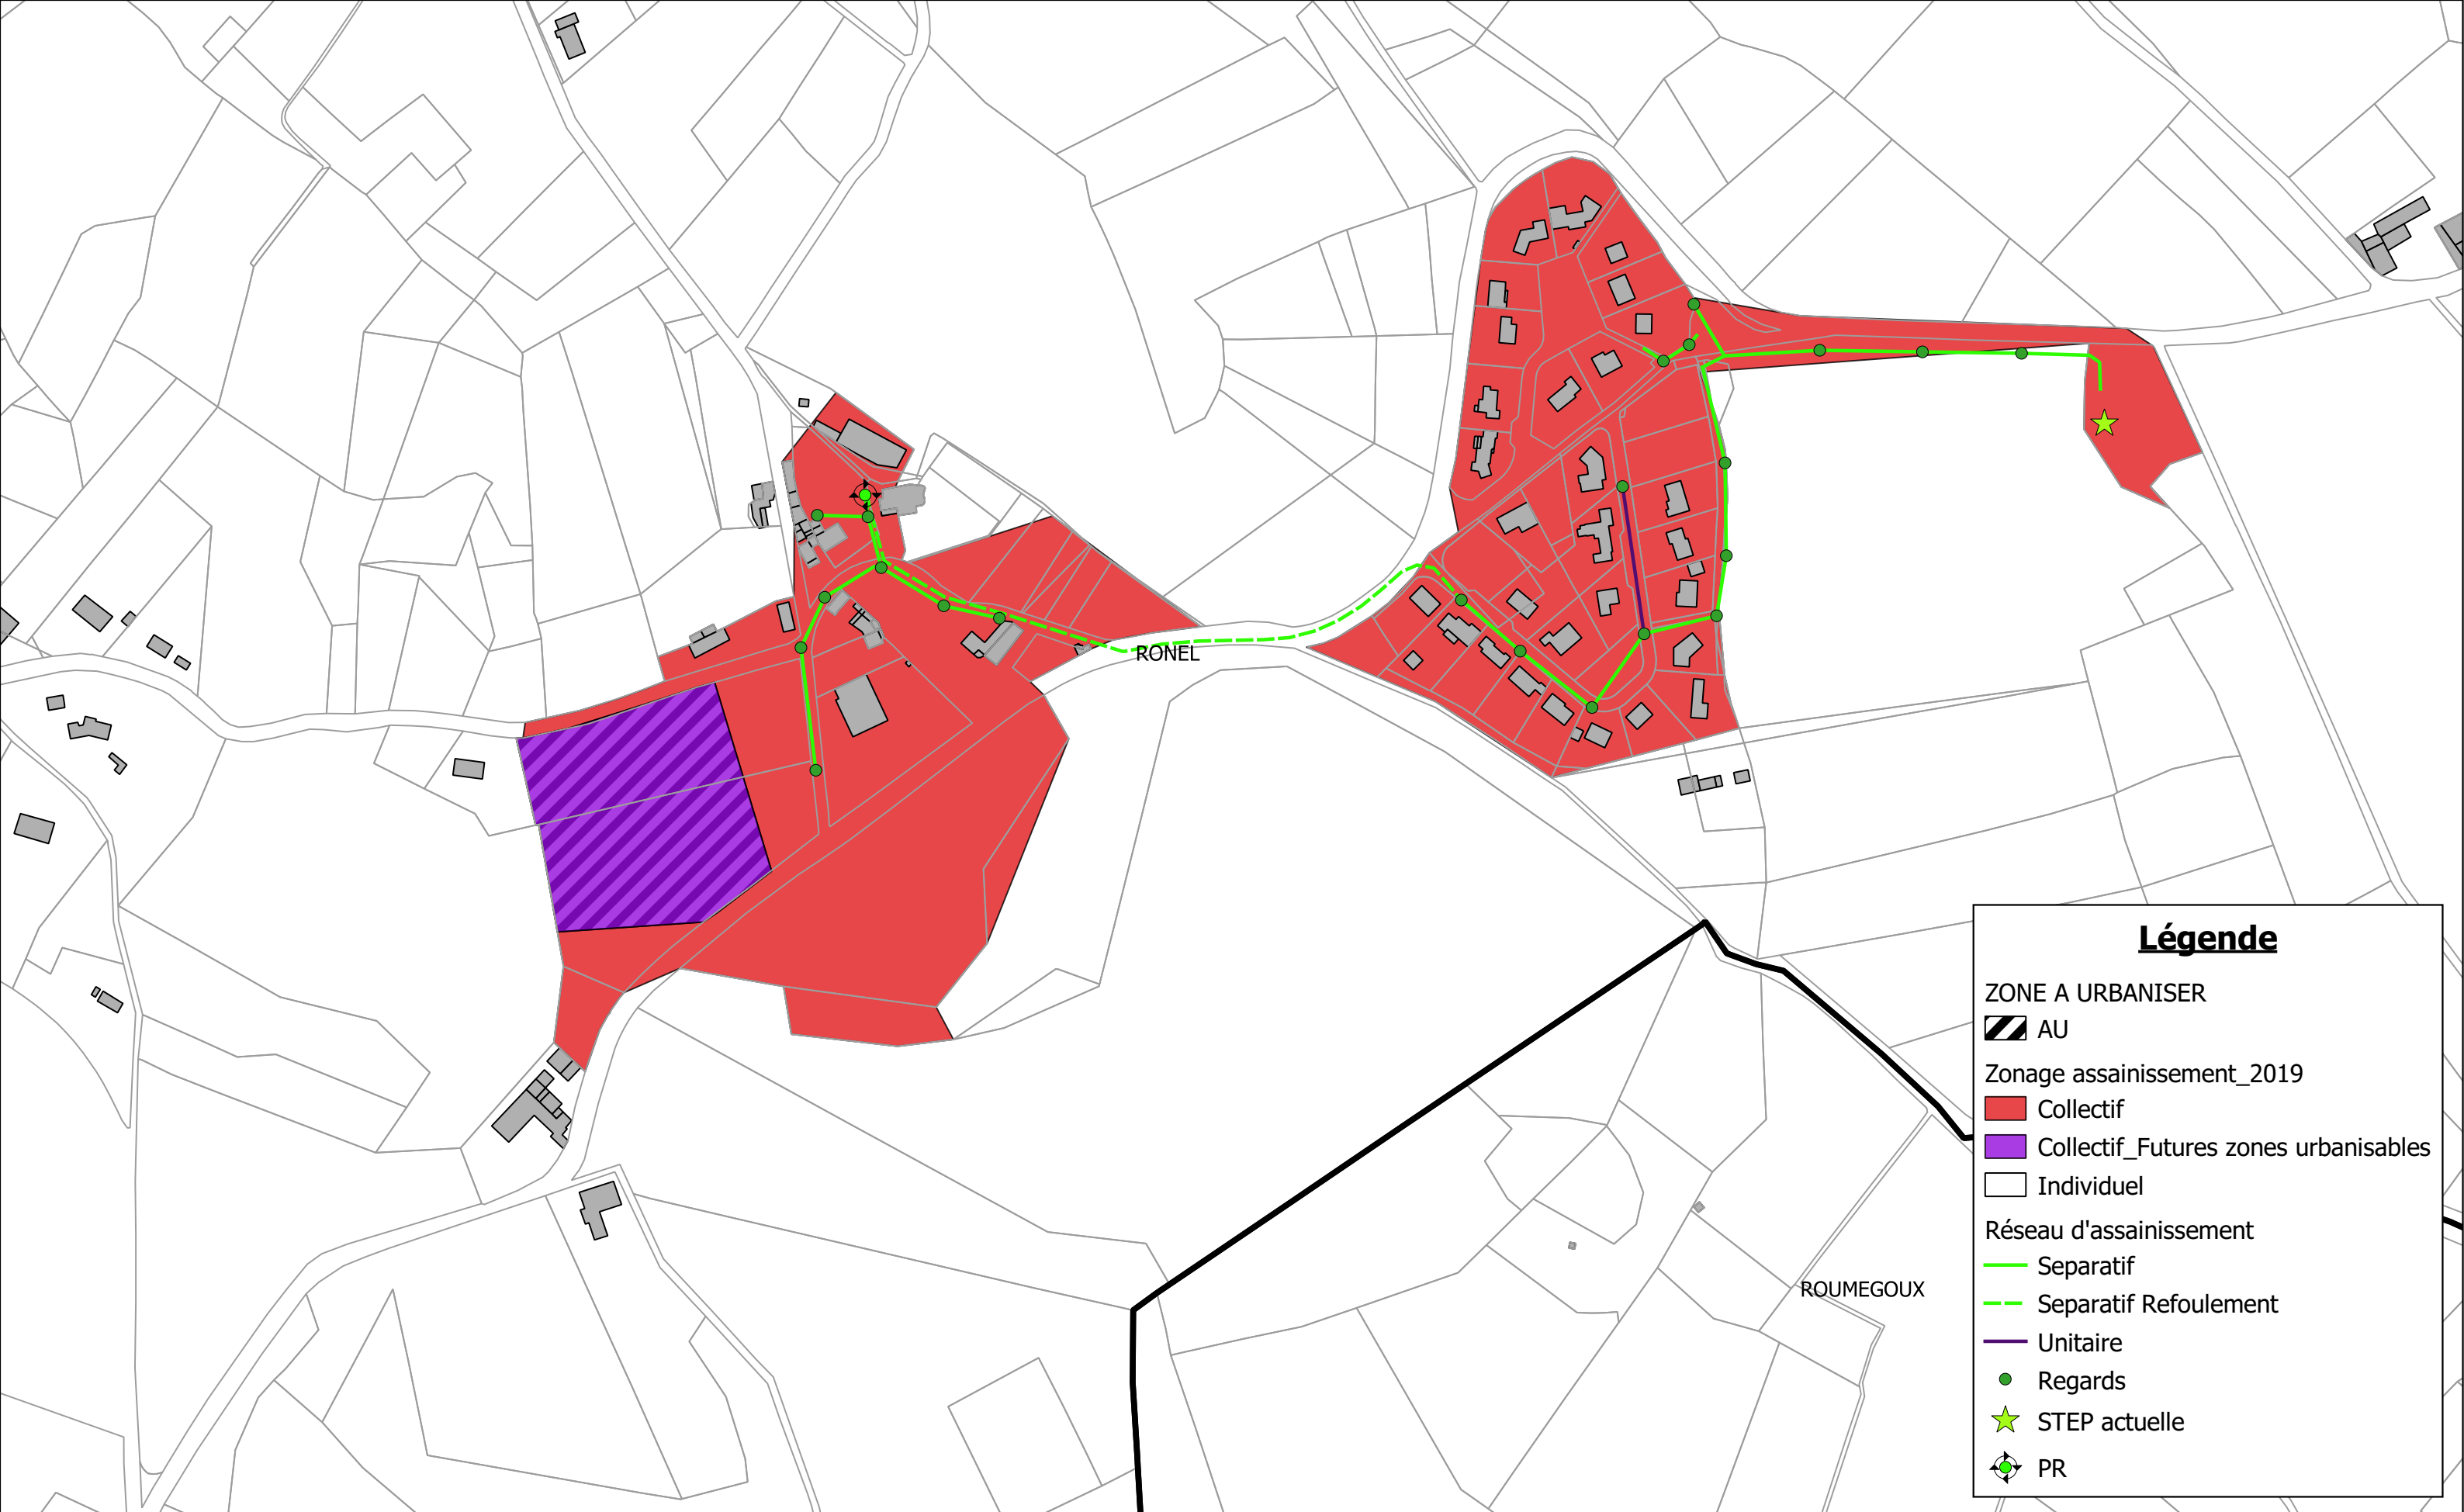 RONEL
Légende
ZONE A URBANISER
AU
Zonage assainissement_2019
Collectif
Collectif_Futures zones urbanisables
Individuel
Réseau d'assainissement
Separatif
ROUMEGOUX
Separatif Refoulement
Unitaire
Regards
STEP actuelle
PR